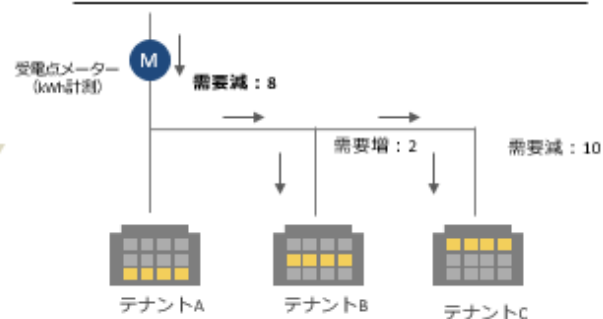 M
受電点メーター
(kWh計測)
需要減：8
需要増：2
需要減：10
テナントA
テナントB
テナントC